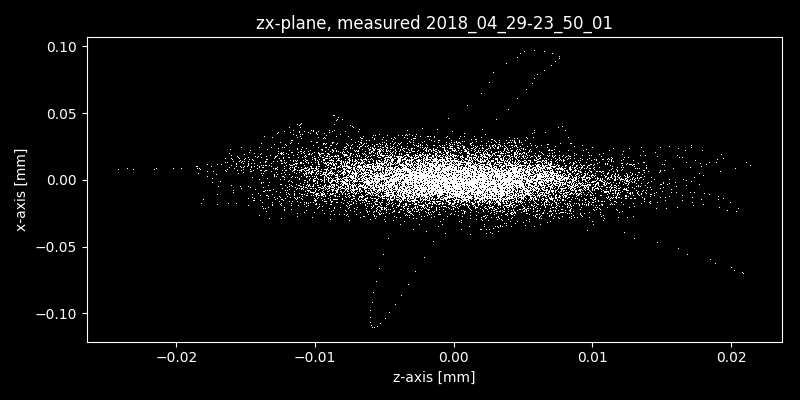 zx-plane, measured 2018_04_29-23_50_01
0.10
0.05
0.00
−0.05
−0.10
x-axis [mm]
−0.02 −0.01 0.00 0.01 0.02
z-axis [mm]